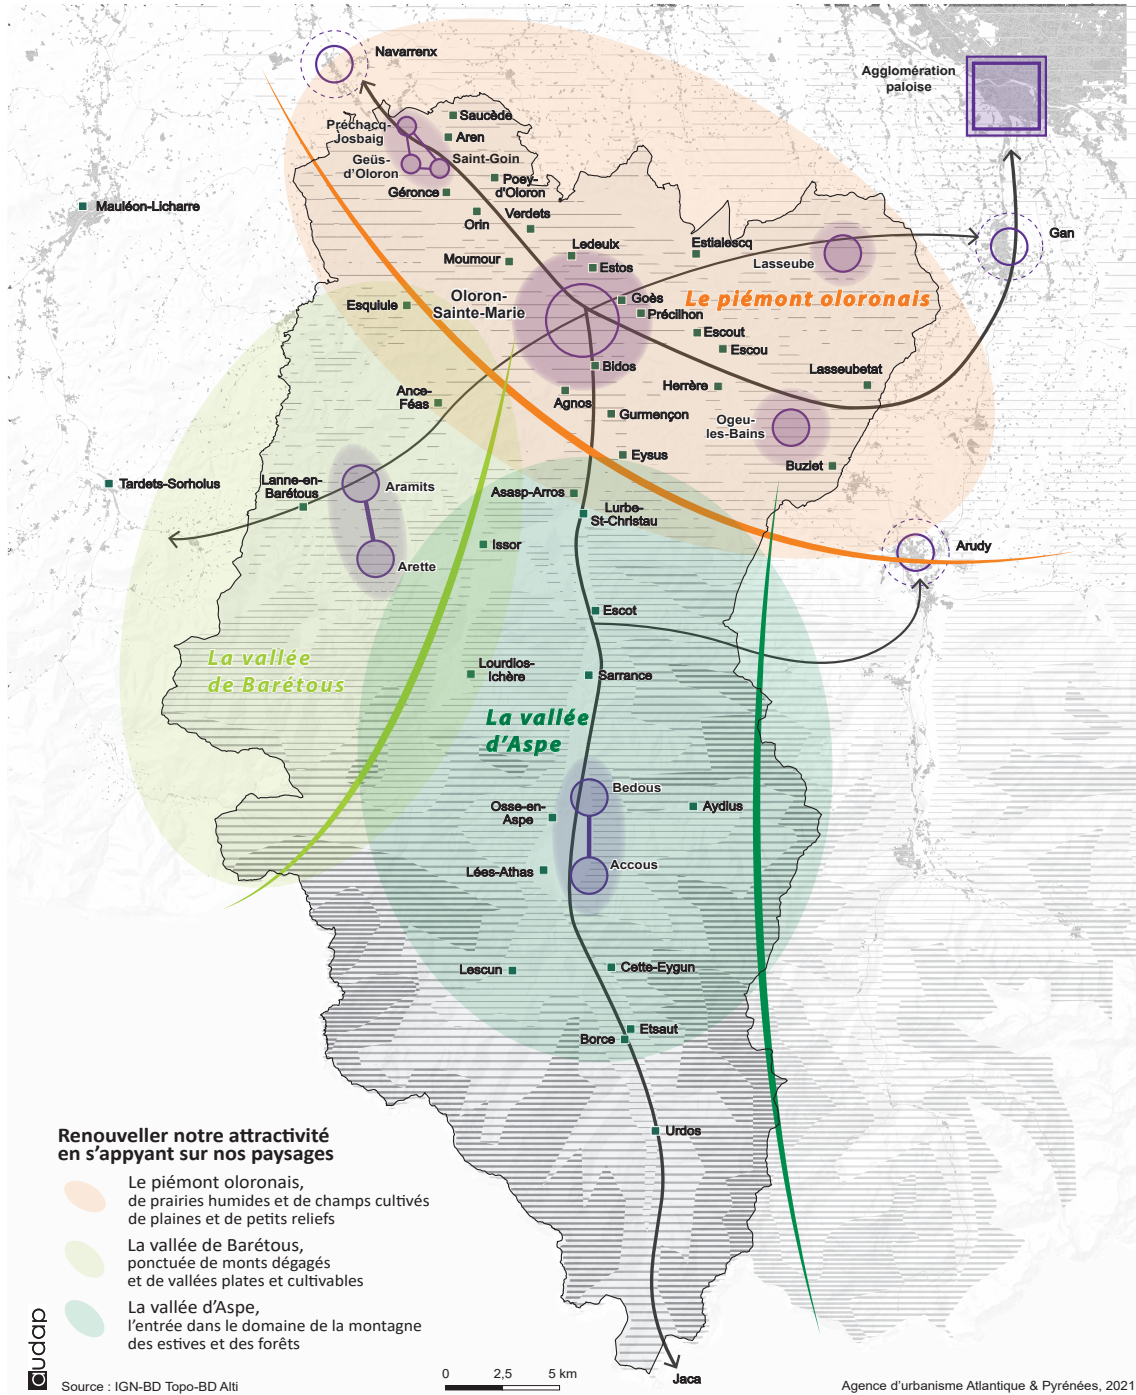 Navarrenx
Agglomération
paloise
Saucède
Préchacq-
Josbaig
Aren
Saint-Goin
Geüs-
d'Oloron
Poey-
d'Oloron
Géronce
Mauléon-Licharre
Orin
Verdets
Gan
Ledeuix
Estialescq
Moumour
Estos
Lasseube
Oloron-
Sainte-Marie
Goès
Le piémont oloronais
Esquiule
Précilhon
Escout
Escou
Bidos
Lasseubetat
Herrère
Ance-
Féas
Agnos
Gurmençon
Ogeu-
les-Bains
Eysus
Buziet
Tardets-Sorholus
Lanne-en-
Barétous
Aramits
Asasp-Arros
Lurbe-
St-Christau
Issor
Arudy
Arette
Escot
La vallée
de Barétous
Lourdios-
Ichère
Sarrance
La vallée
d'Aspe
Bedous
Osse-en-
Aspe
Aydius
Accous
Lées-Athas
Lescun
Cette-Eygun
Etsaut
Borce
Urdos
Jaca
Renouveller notre attractivité
en s'appyant sur nos paysages
Le piémont oloronais,
de prairies humides et de champs cultivés
de plaines et de petits reliefs
La vallée de Barétous,
ponctuée de monts dégagés
et de vallées plates et cultivables
La vallée d'Aspe,
l'entrée dans le domaine de la montagne
des estives et des forêts
audap
Source : IGN-BD Topo-BD Alti
0 2,5 5 km
Agence d'urbanisme Atlantique & Pyrénées, 2021